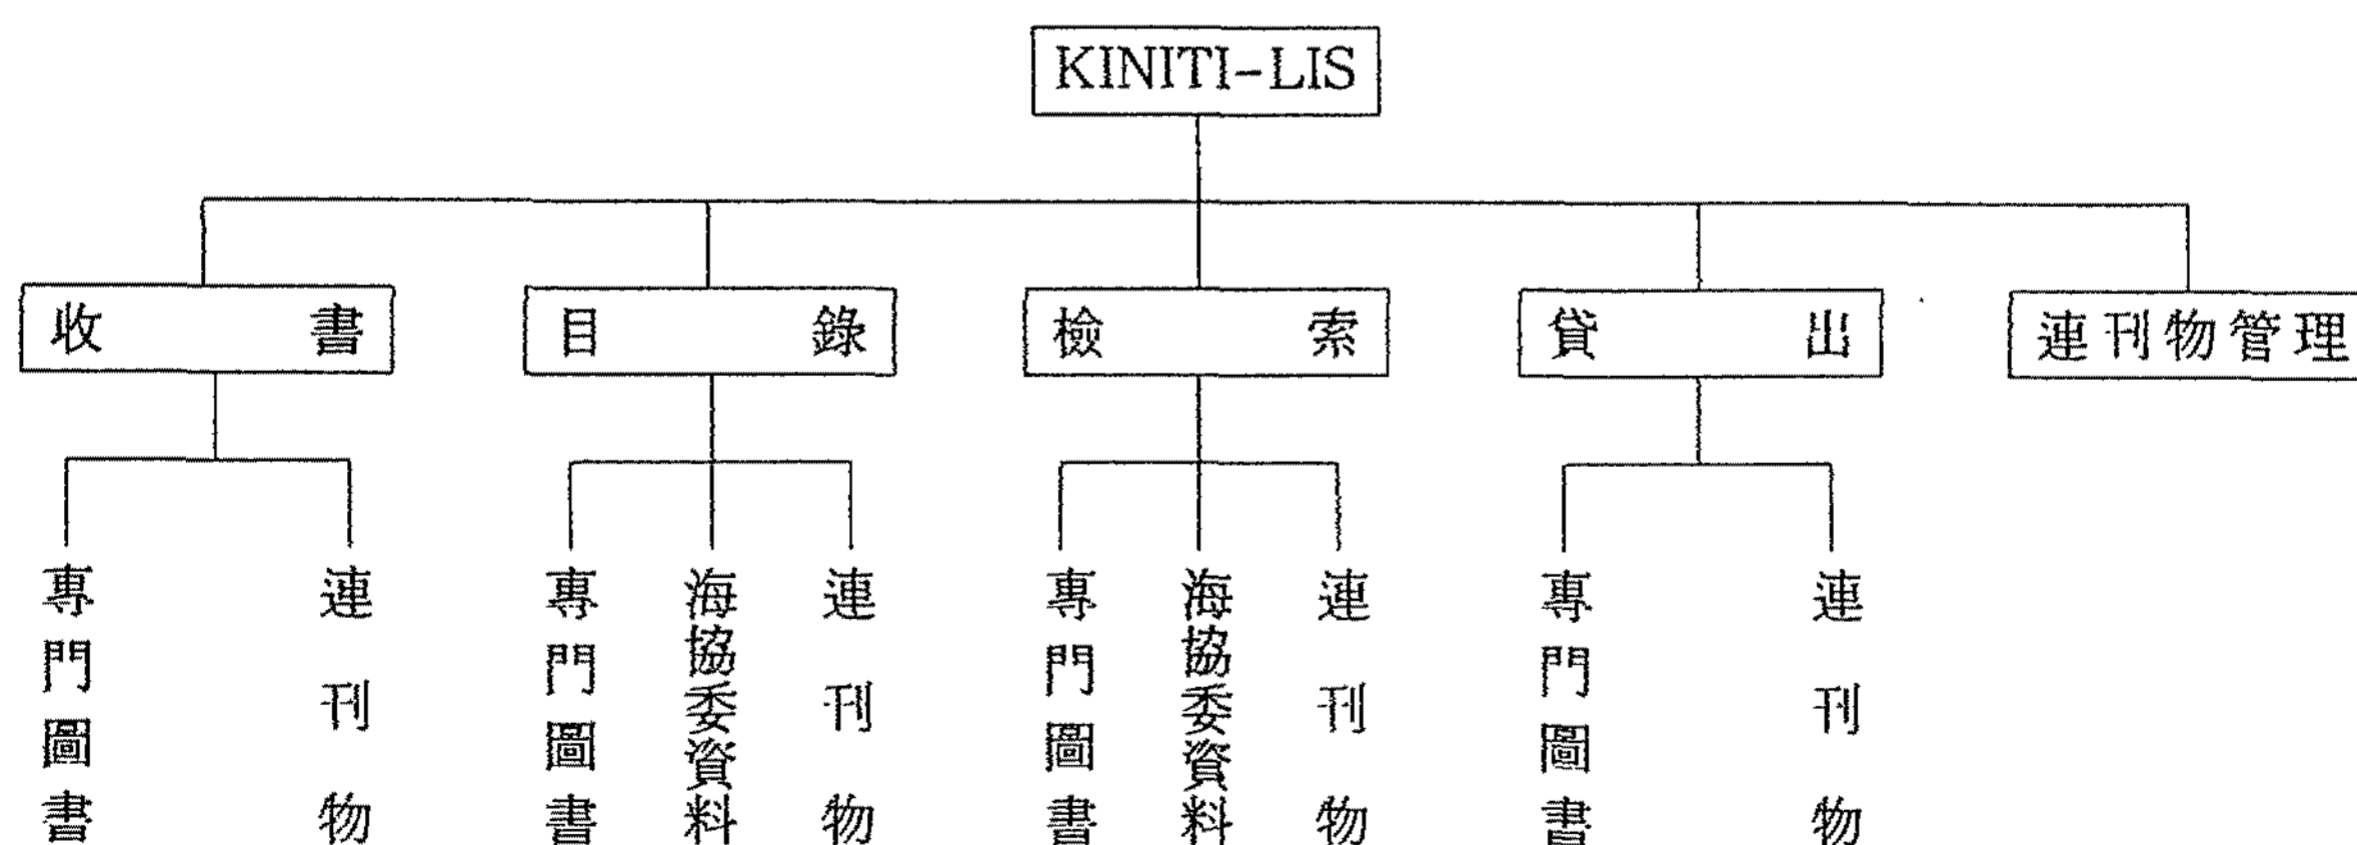 KINITI-LIS
收書
目錄
檢索
貸出
連刊物管理
專門圖書
連刊物
專門圖書
海協委資料
連刊物
專門圖書
海協委資料
連刊物
專門圖書
連刊物